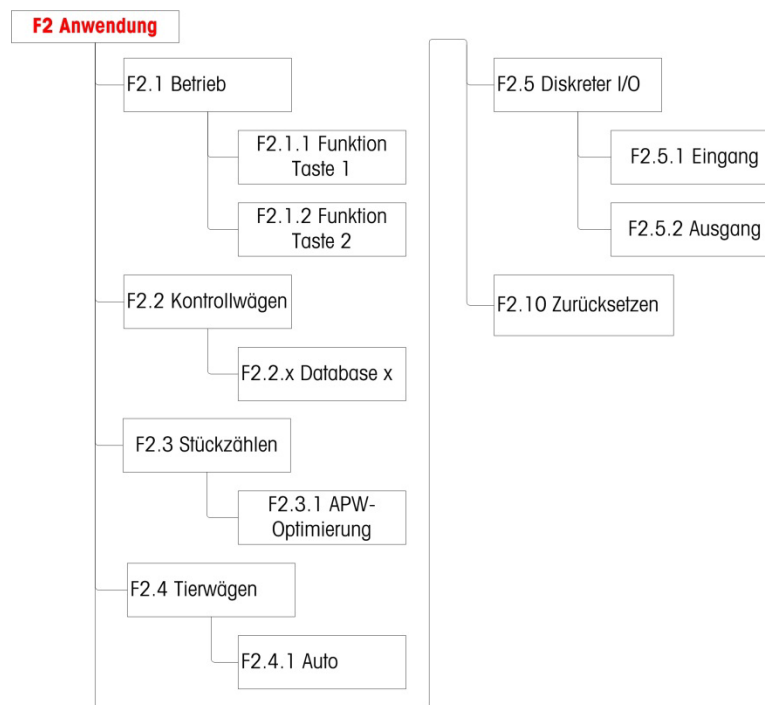 F2 Anwendung
F2.1 Betrieb
F2.1.1 Funktion
Taste 1
F2.1.2 Funktion
Taste 2
F2.2 Kontrollwägen
F2.2.x Database x
F2.3 Stückzählen
F2.3.1 APW-
Optimierung
F2.4 Tierwägen
F2.4.1 Auto
F2.5 Diskreter I/O
F2.5.1 Eingang
F2.5.2 Ausgang
F2.10 Zurücksetzen